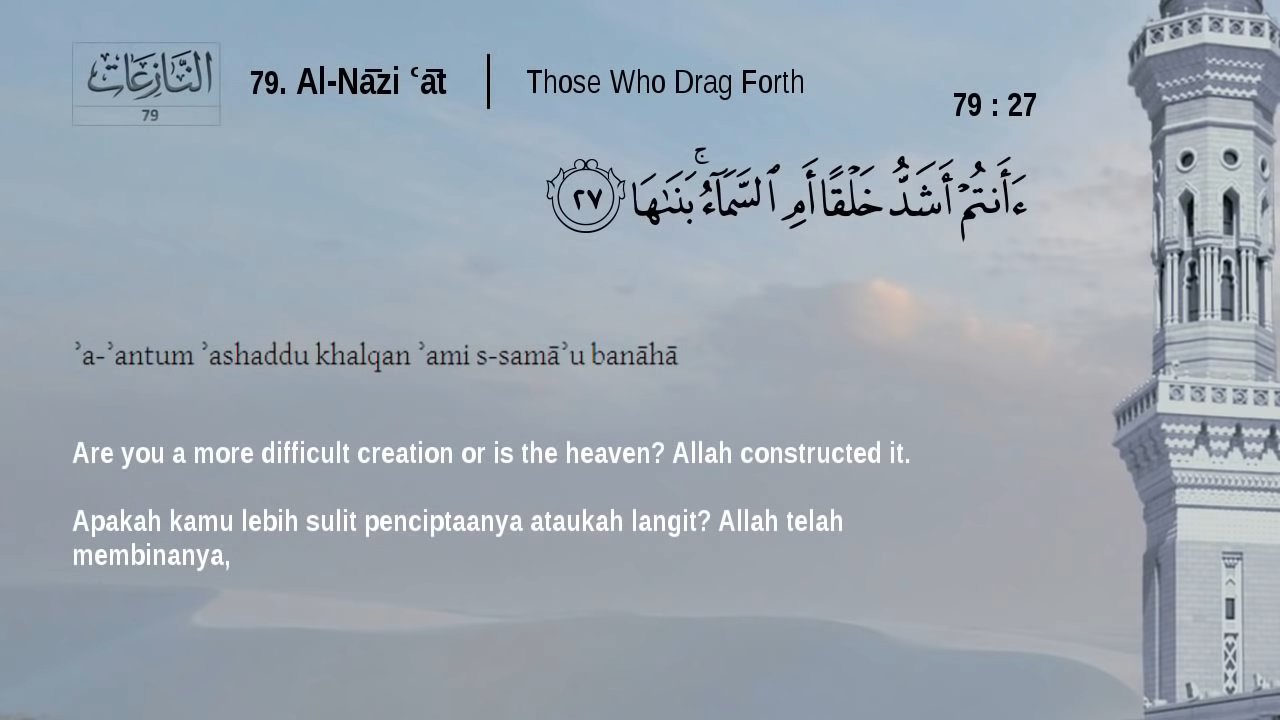 النَّازِعَات
79
79. Al-Nāzi ʿāt
Those Who Drag Forth
79 : 27
ءَأَنتُمْ أَشَدُّ خَلْقًا أَمِ ٱلسَّمَآءُ ۚ بَنَىٰهَا ٢٧
ʾa-ʾantum ʾashaddu khalqan ʾami s-samāʾu banāhā
Are you a more difficult creation or is the heaven? Allah constructed it.
Apakah kamu lebih sulit penciptaanya ataukah langit? Allah telah
membinanya,